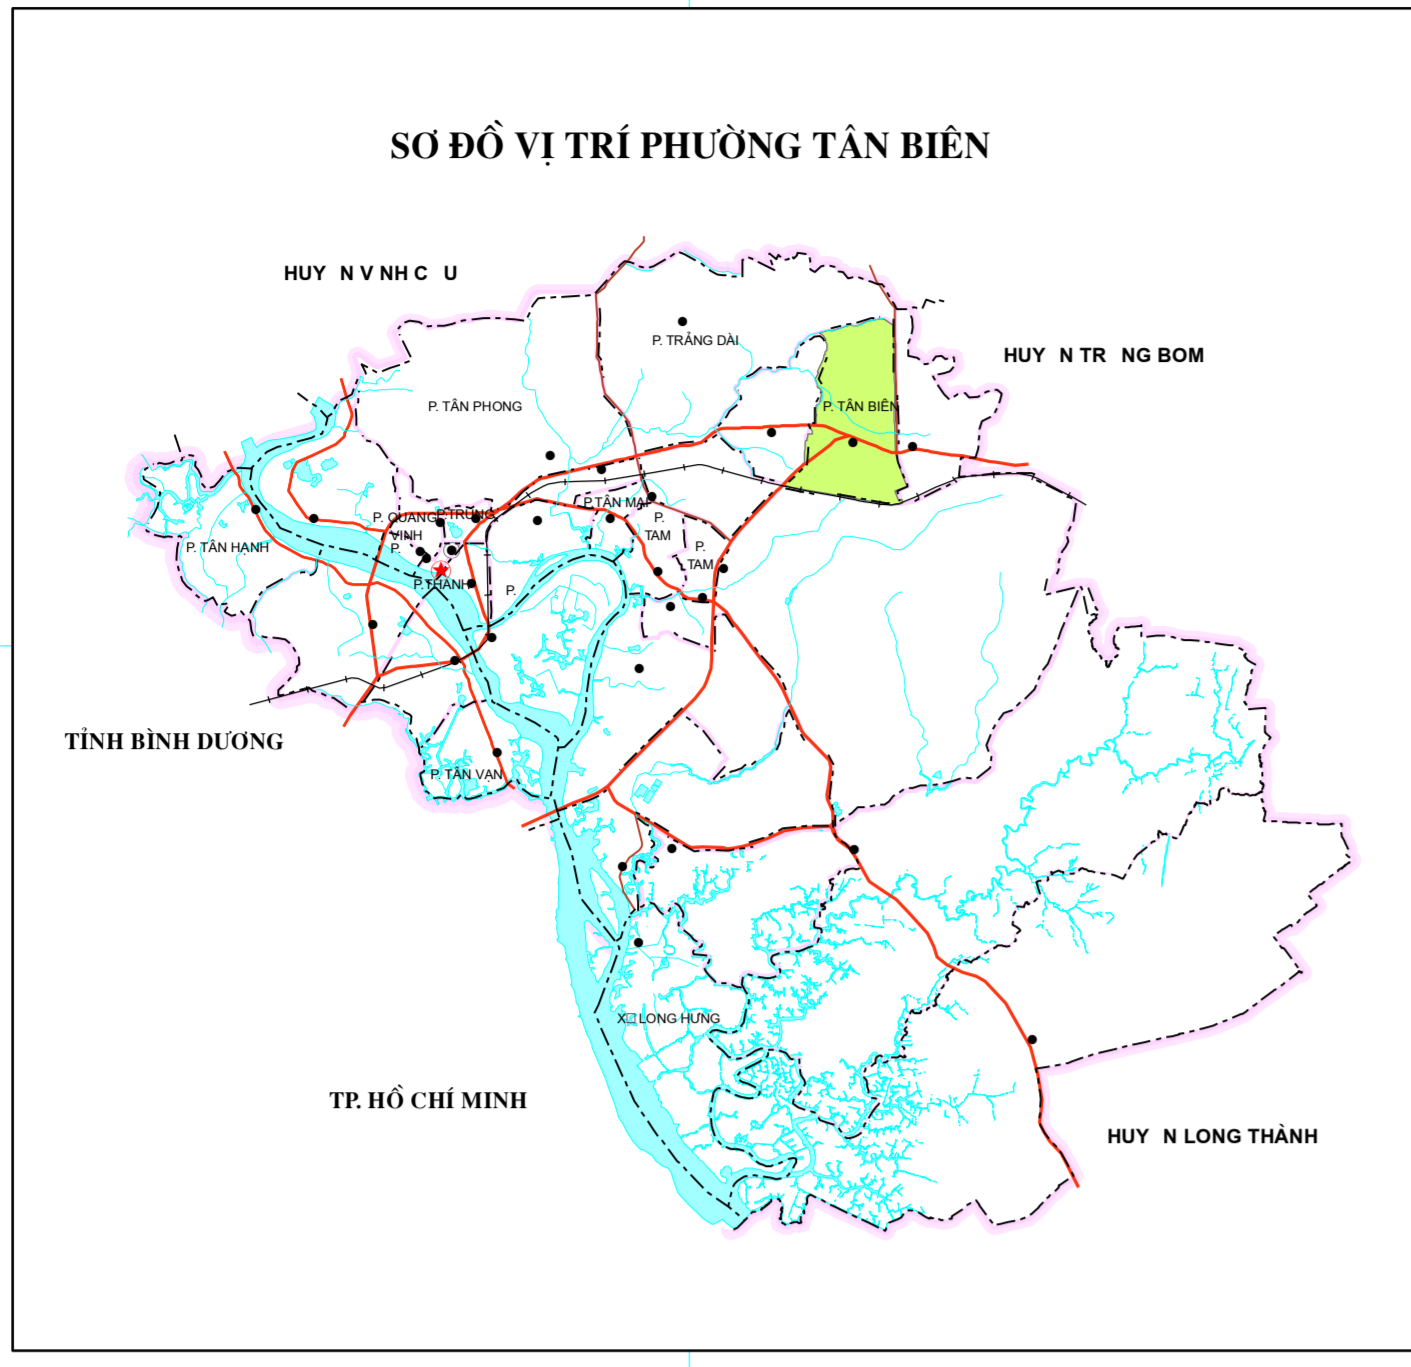 SƠ ĐỒ VỊ TRÍ PHƯỜNG TÂN BIÊN
HUY N V NH C U
P. TRẢNG DÀI
HUY N TR NG BOM
P. TÂN PHONG
P. TÂN BIÊN
P.TÂN MAI
P. QUANG
VINH
P.TRUNG
P.
TAM
P. TÂN HẠNH
P.
P.
TAM
P.THANH
P.
TỈNH BÌNH DƯƠNG
P. TÂN VẠN
X□ LONG HƯNG
TP. HỒ CHÍ MINH
HUY N LONG THÀNH